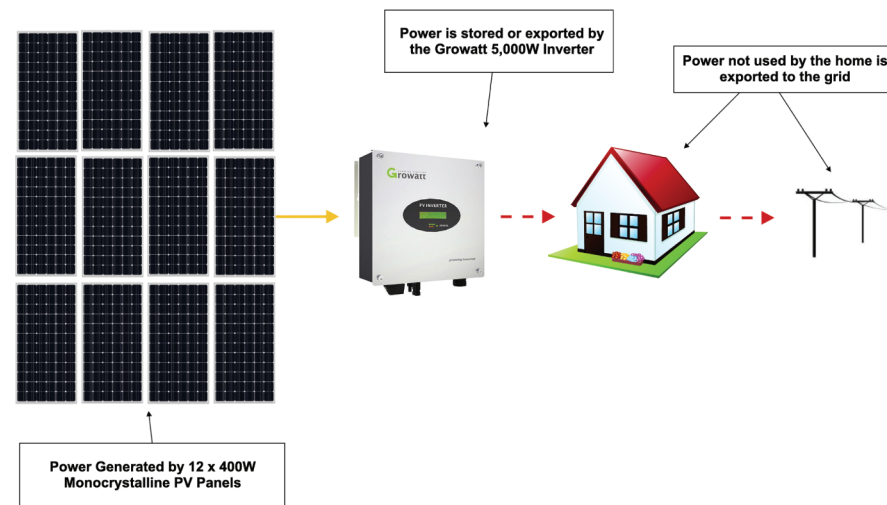 Power is stored or exported by
the Growatt 5,000W Inverter
Power not used by the home is
exported to the grid
Growatt
PV INVERTER
Power Generated by 12 x 400W
Monocrystalline PV Panels